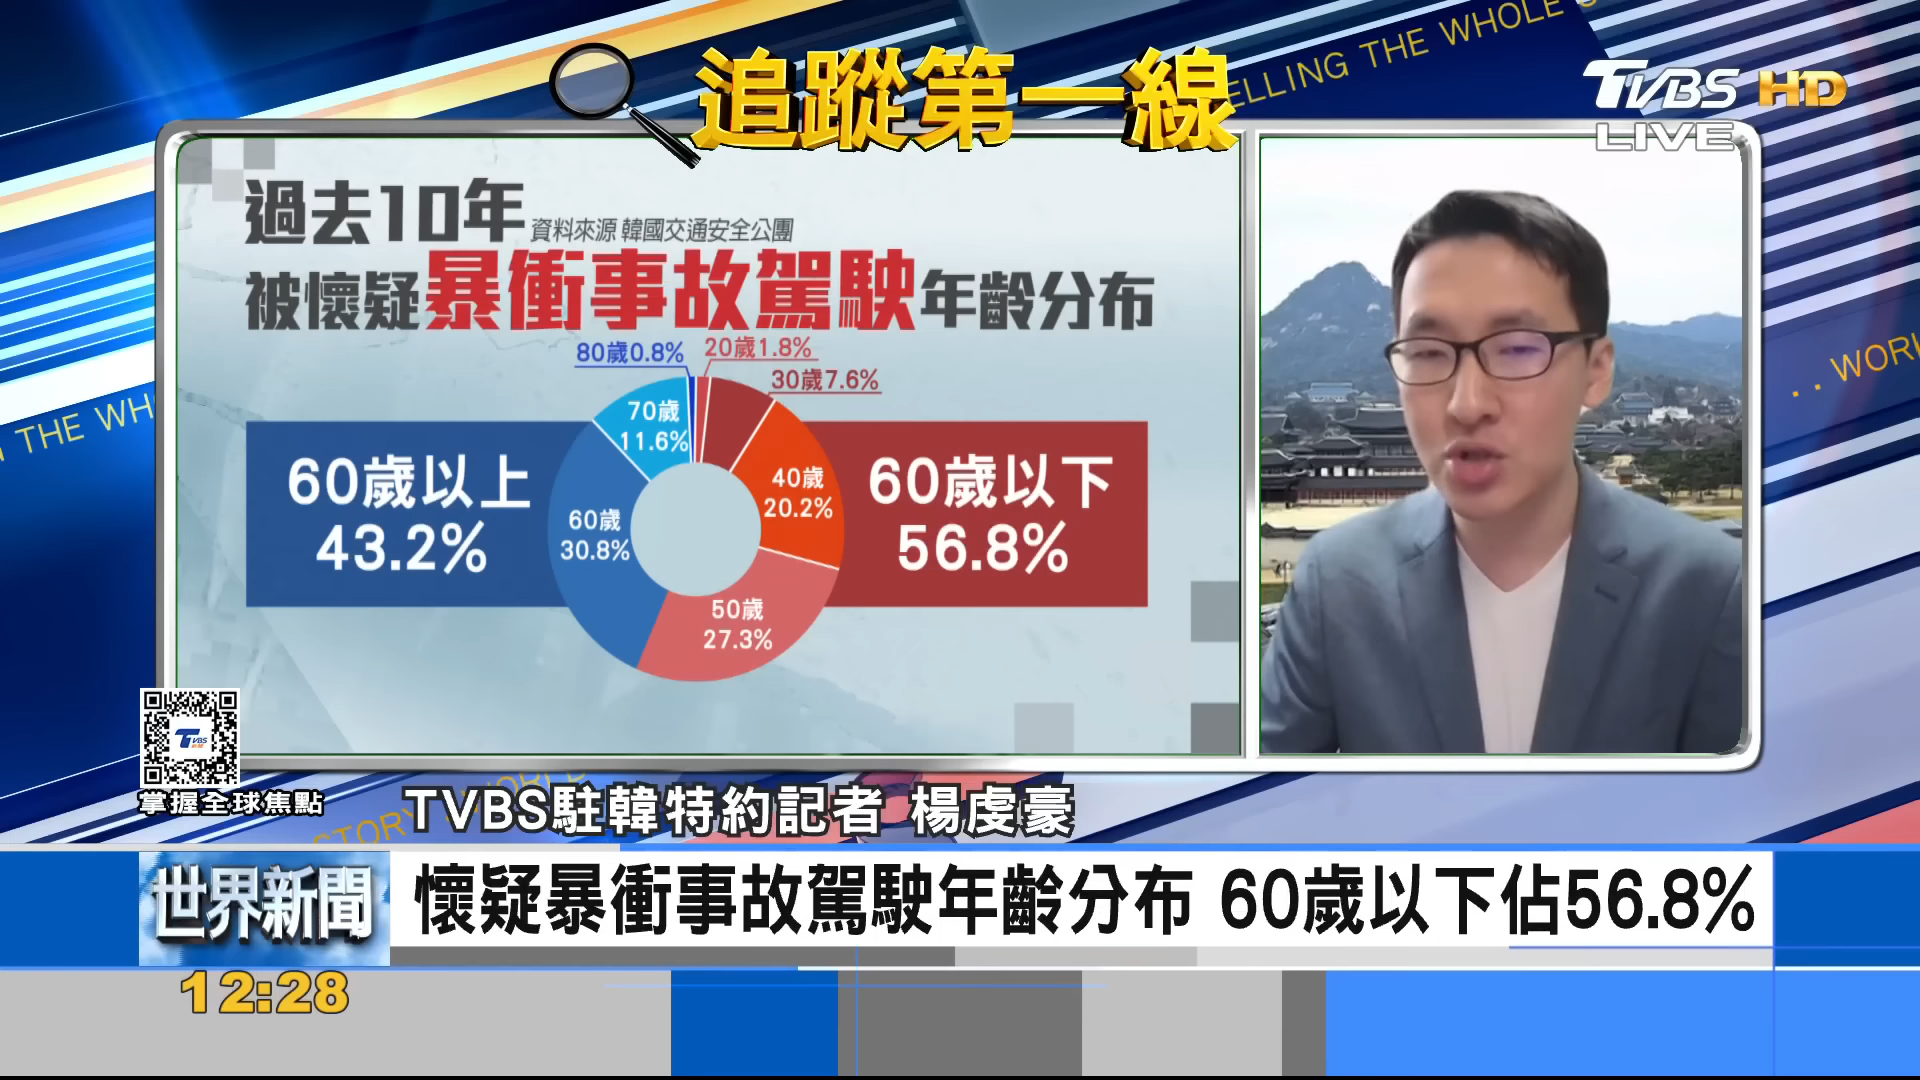 追蹤第一線
ELLING THE WHOLE S
TVBS HD
LIVE
過去10年
資料來源 韓國交通安全公團
被懷疑暴衝事故駕駛年齡分布
80歲0.8%
20歲1.8%
30歲7.6%
70歲
11.6%
40歲
20.2%
60歲以上
43.2%
60歲
30.8%
60歲以下
56.8%
50歲
27.3%
THE WH
.. WOR
TVBS
新聞
掌握全球焦點
STORY WORLD
TVBS駐韓特約記者 楊虔豪
世界新聞
懷疑暴衝事故駕駛年齡分布 60歲以下佔56.8%
12:28